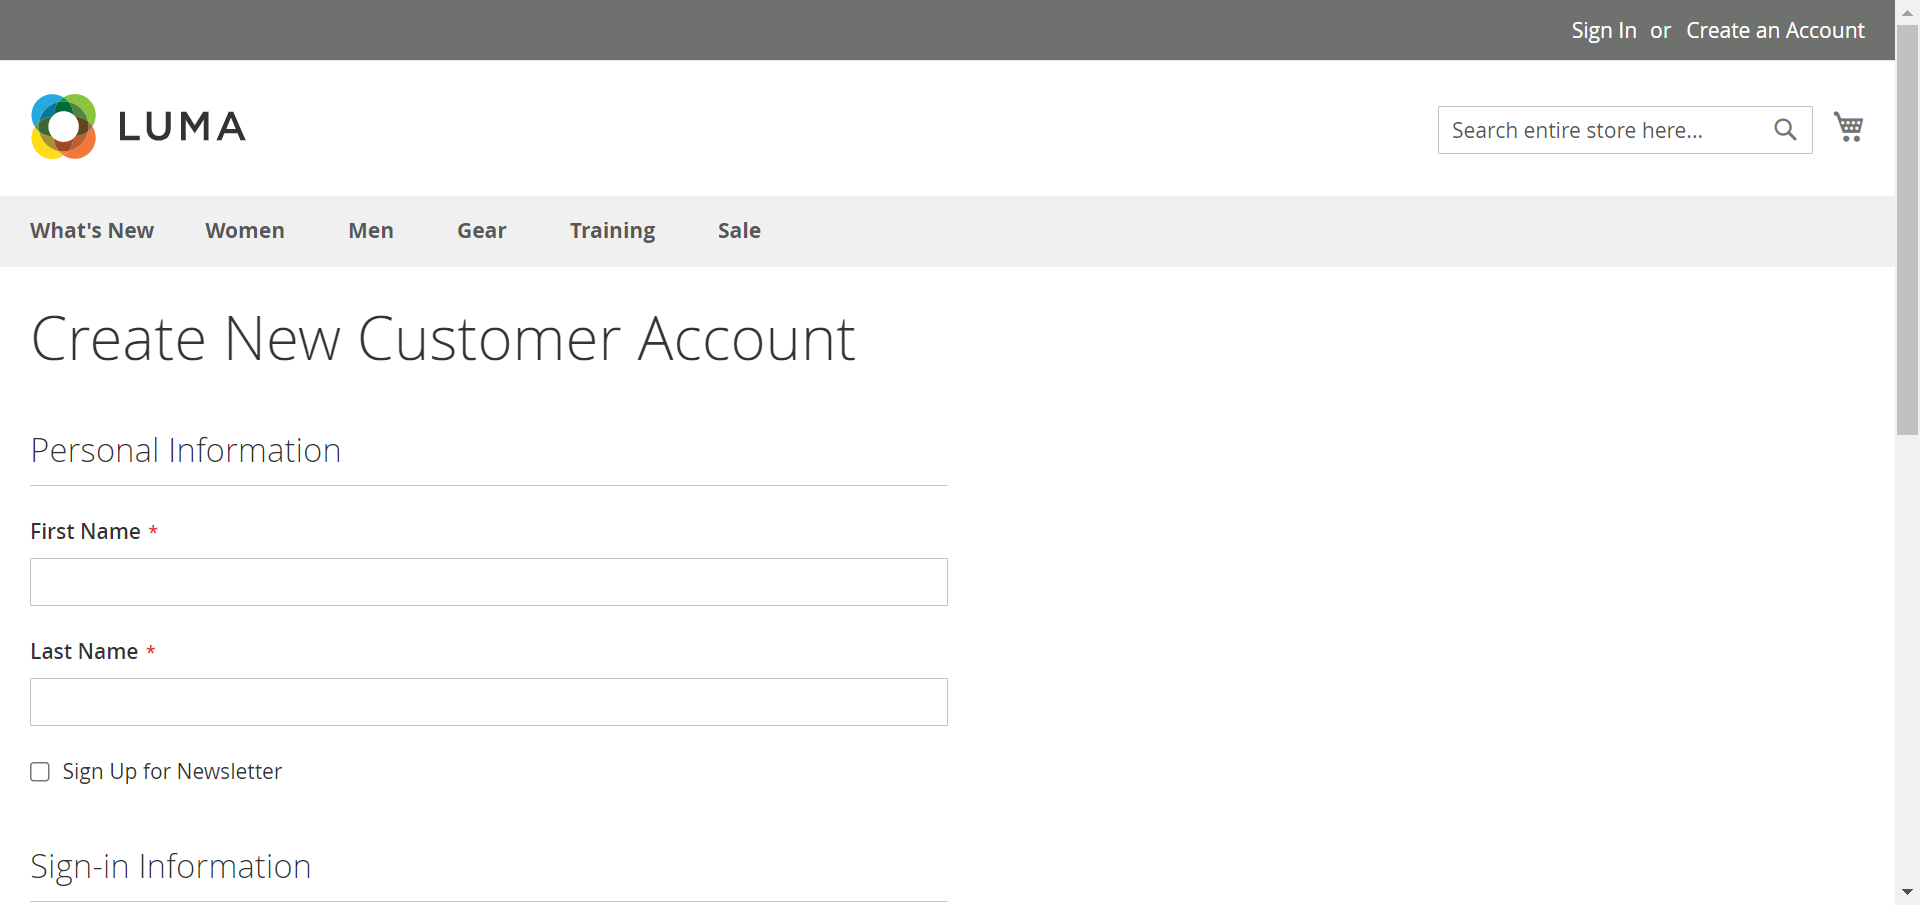 Sign In or Create an Account
LUMA
Search entire store here...
What's New Women Men Gear Training Sale
Create New Customer Account
Personal Information
First Name *
Last Name *
Sign Up for Newsletter
Sign-in Information